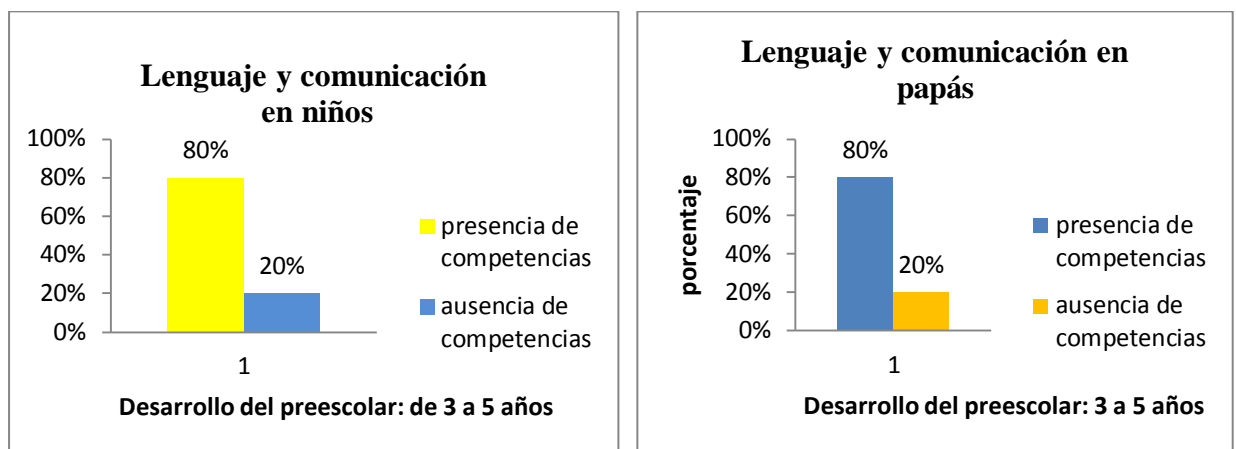 Lenguaje y comunicación
en niños
100%
80%
60%
40%
20%
0%
80%
20%
1
presencia de
competencias
ausencia de
competencias
Desarrollo del preescolar: de 3 a 5 años
Lenguaje y comunicación en
papás
porcentaje
100%
80%
60%
40%
20%
0%
80%
20%
1
presencia de
competencias
ausencia de
competencias
Desarrollo del preescolar: 3 a 5 años